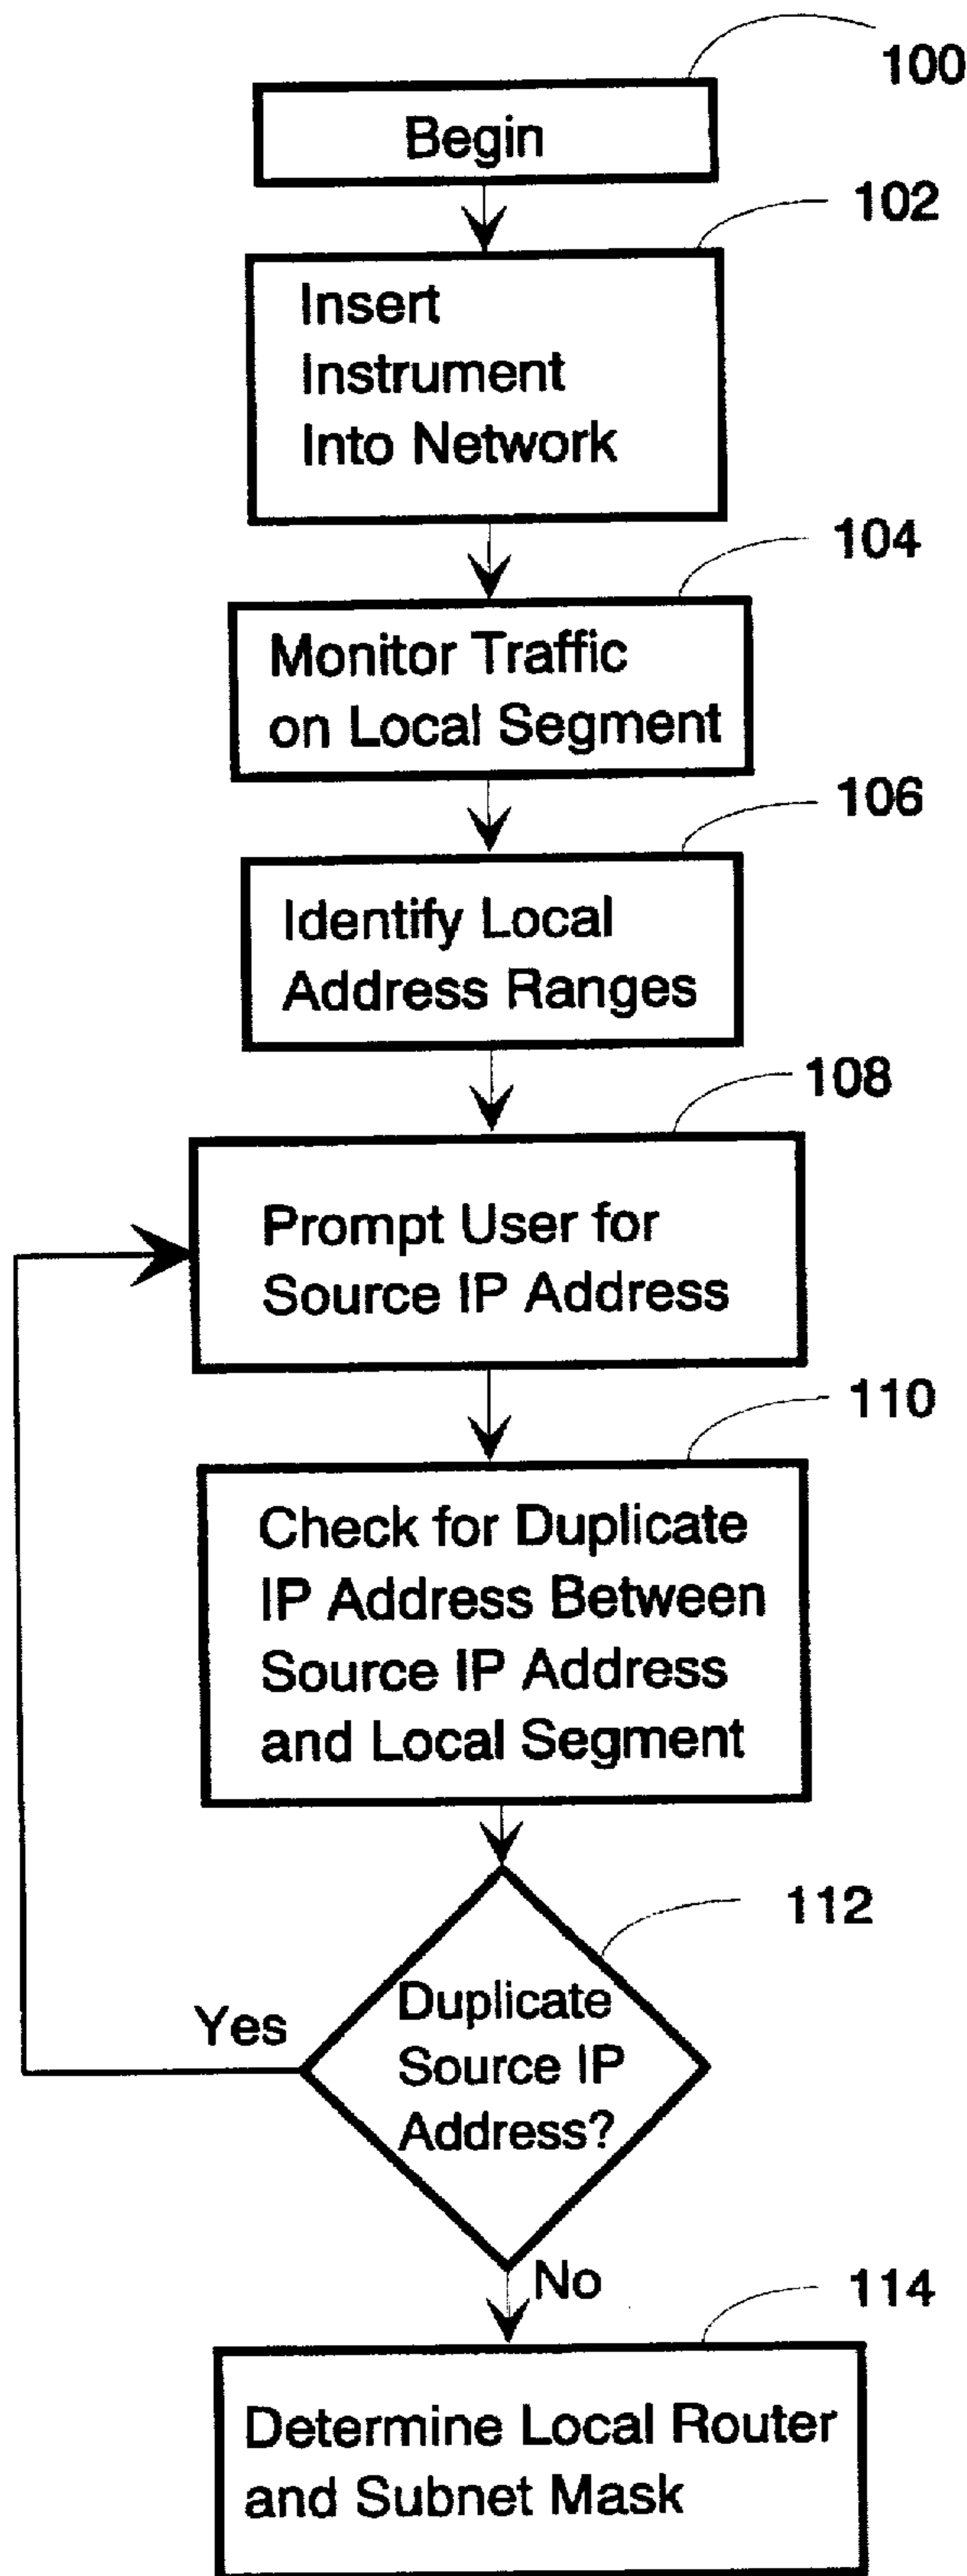 100
Begin
102
Insert
Instrument
Into Network
104
Monitor Traffic
on Local Segment
106
Identify Local
Address Ranges
108
Prompt User for
Source IP Address
110
Check for Duplicate
IP Address Between
Source IP Address
and Local Segment
112
Yes
Duplicate
Source IP
Address?
No
114
Determine Local Router
and Subnet Mask